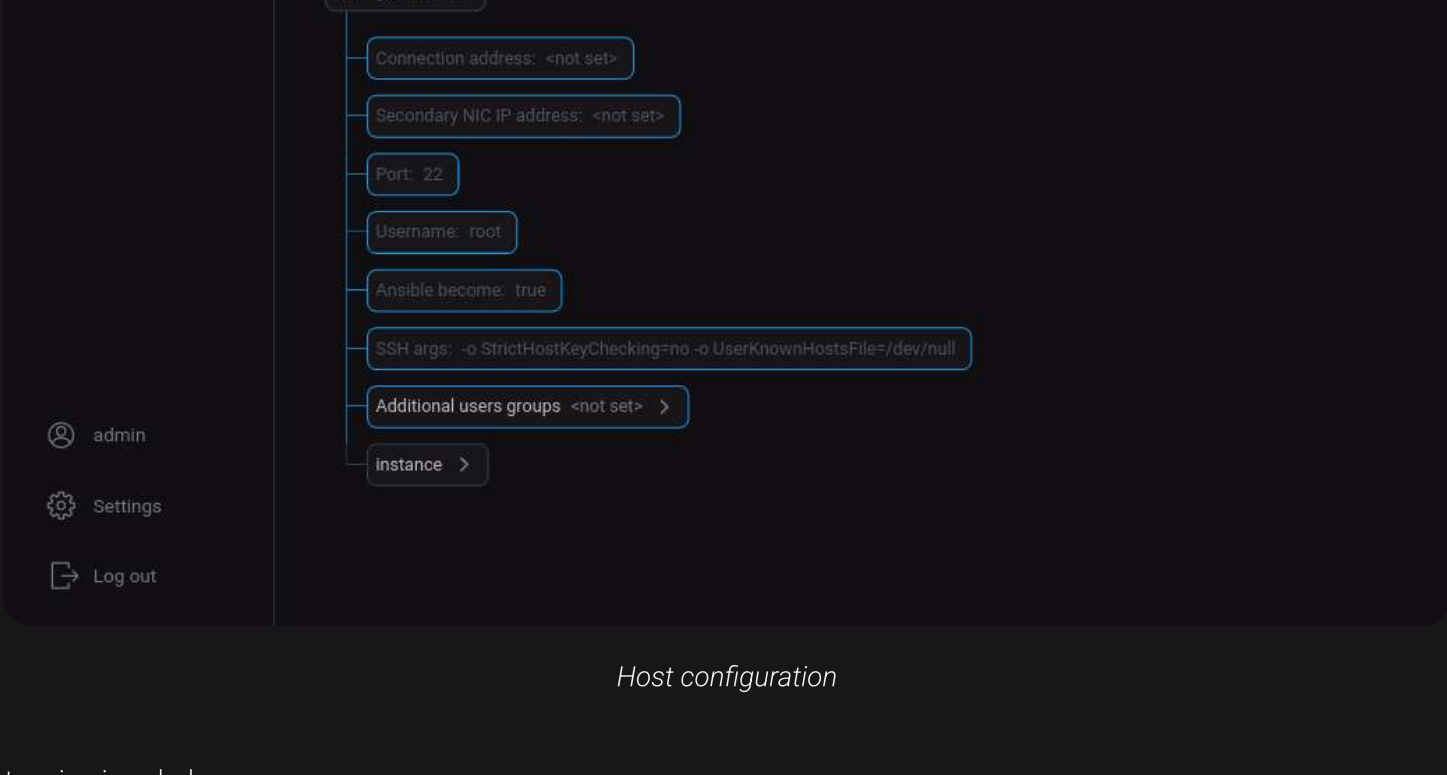 Connection address: <not set>
Secondary NIC IP address: <not set>
Port: 22
Username: root
Ansible become: true
SSH args: -o StrictHostKeyChecking=no -o UserKnownHostsFile=/dev/null
Additional users groups <not set>
instance
admin
Settings
Log out
Host configuration